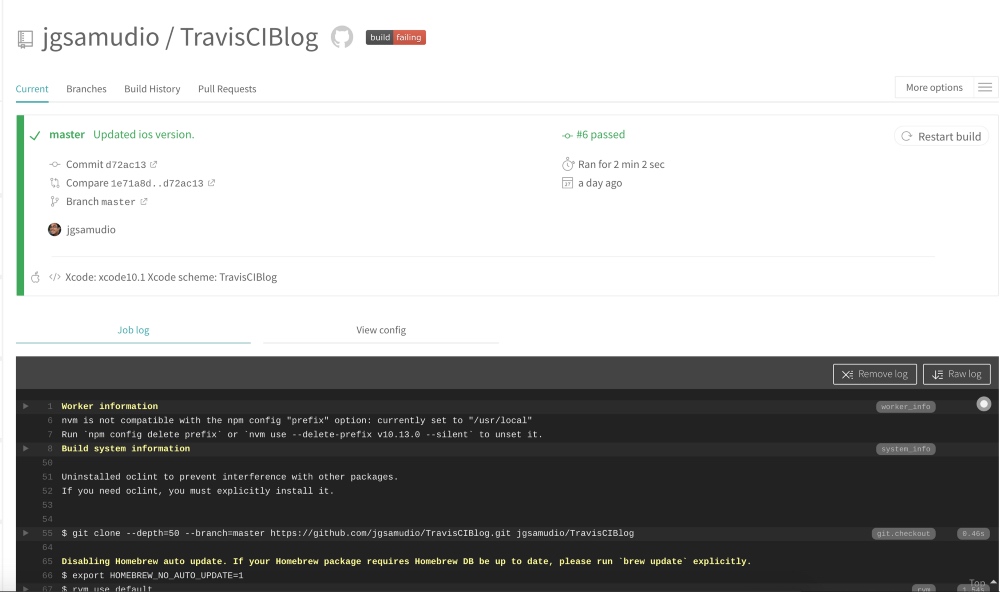 jgsamudio / TravisCIBlog build failing
Current Branches Build History Pull Requests More options
master Updated ios version. #6 passed Restart build
Commit d72ac13 Ran for 2 min 2 sec
Compare 1e71a8d..d72ac13 a day ago
Branch master
jgsamudio
Xcode: xcode10.1 Xcode scheme: TravisCIBlog
Job log View config
Remove log Raw log
1 Worker information worker_info
6 nvm is not compatible with the npm config "prefix" option: currently set to "/usr/local"
7 Run `npm config delete prefix` or `nvm use --delete-prefix v10.13.0 --silent` to unset it.
8 Build system information system_info
50
51 Uninstalled oclint to prevent interference with other packages.
52 If you need oclint, you must explicitly install it.
53
54
55 $ git clone --depth=50 --branch=master https://github.com/jgsamudio/TravisCIBlog.git jgsamudio/TravisCIBlog git.checkout 0.46s
64
65 Disabling Homebrew auto update. If your Homebrew package requires Homebrew DB be up to date, please run `brew update` explicitly.
66 $ export HOMEBREW_NO_AUTO_UPDATE=1
67 $ rvm use default rvm Top